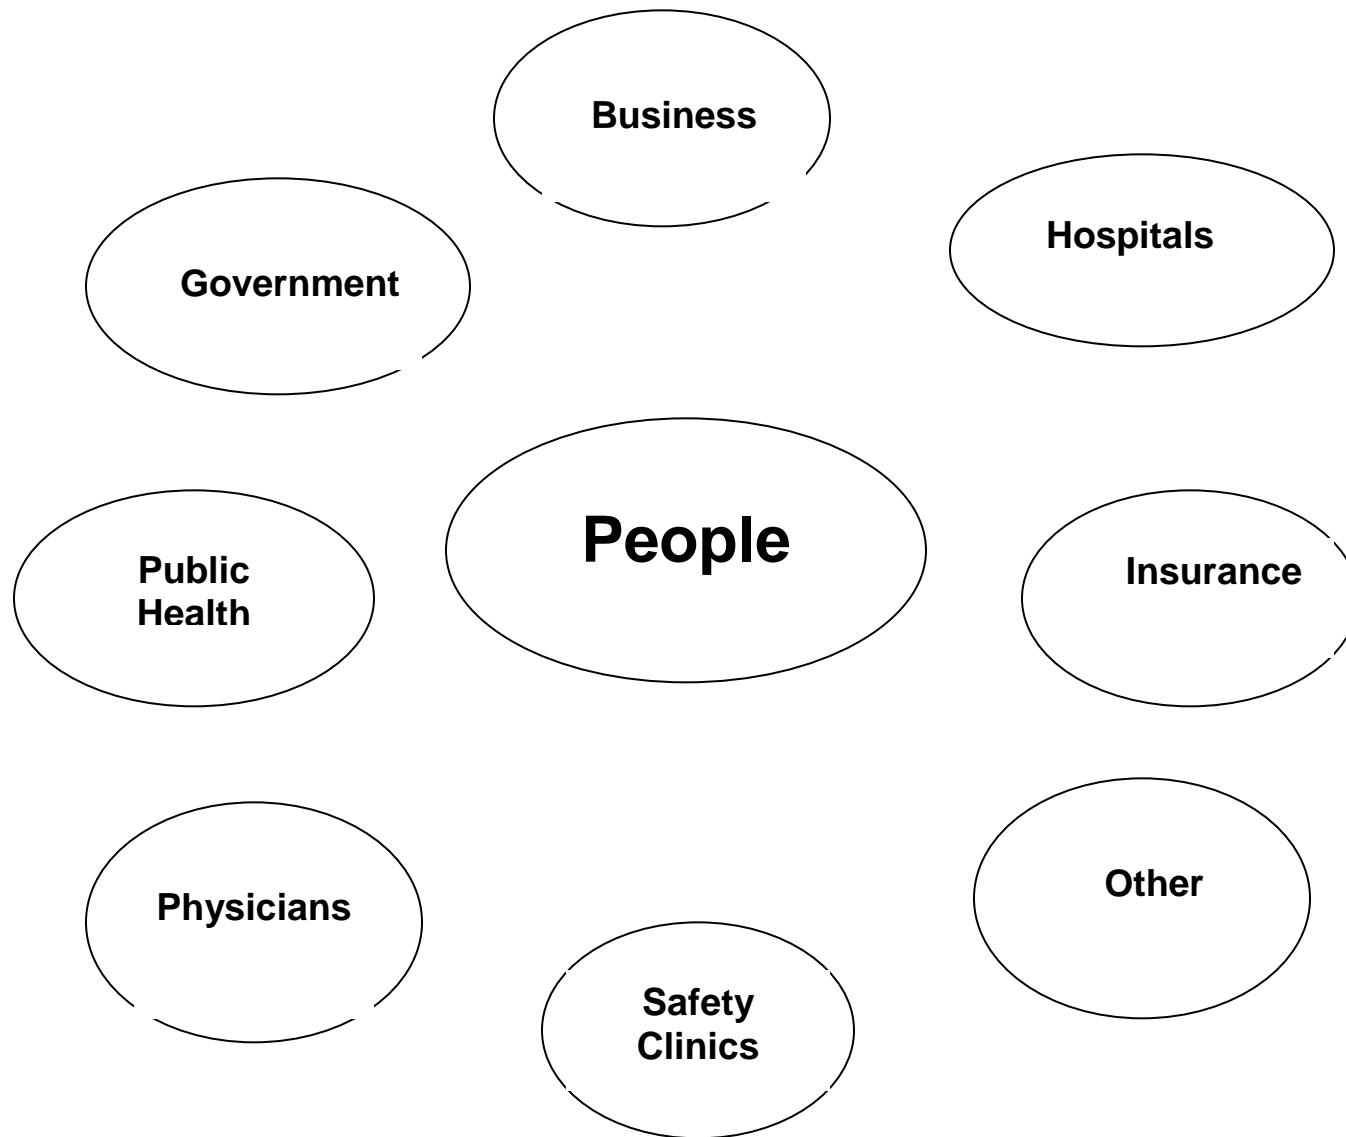 Business
Hospitals
Government
People
Public
Health
Insurance
Physicians
Other
Safety
Clinics